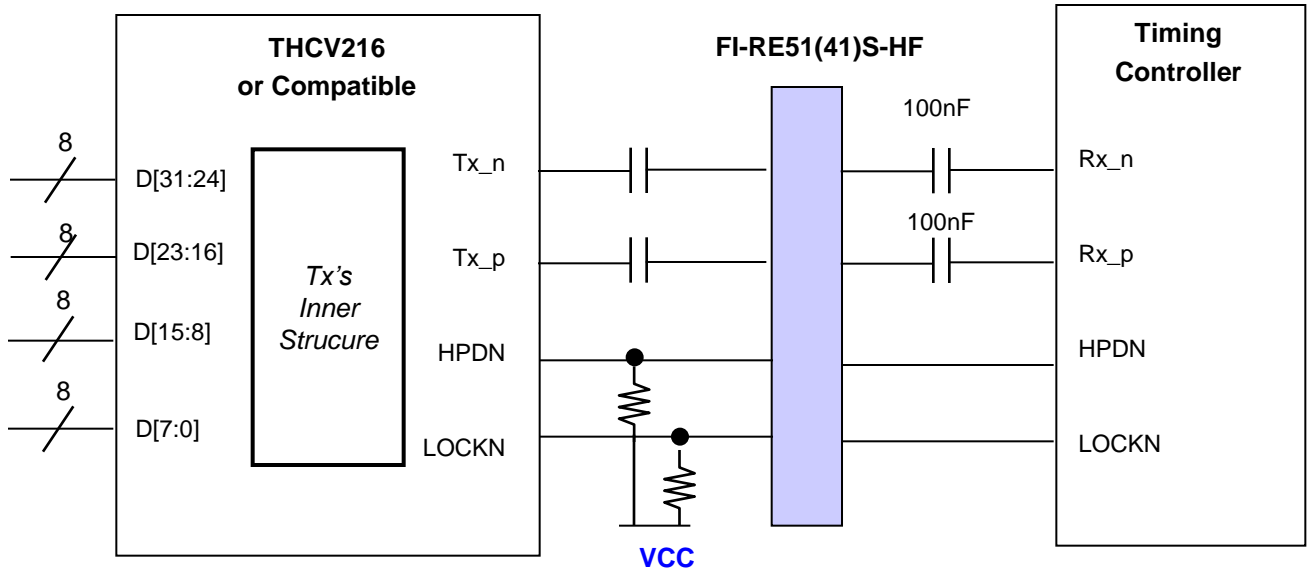 THCV216
or Compatible
FI-RE51(41)S-HF
Timing
Controller
100nF
8
D[31:24]
Tx_n
Rx_n
8
D[23:16]
Tx_p
100nF
Rx_p
Tx's
Inner
Strucure
8
D[15:8]
HPDN
HPDN
8
D[7:0]
LOCKN
LOCKN
VCC